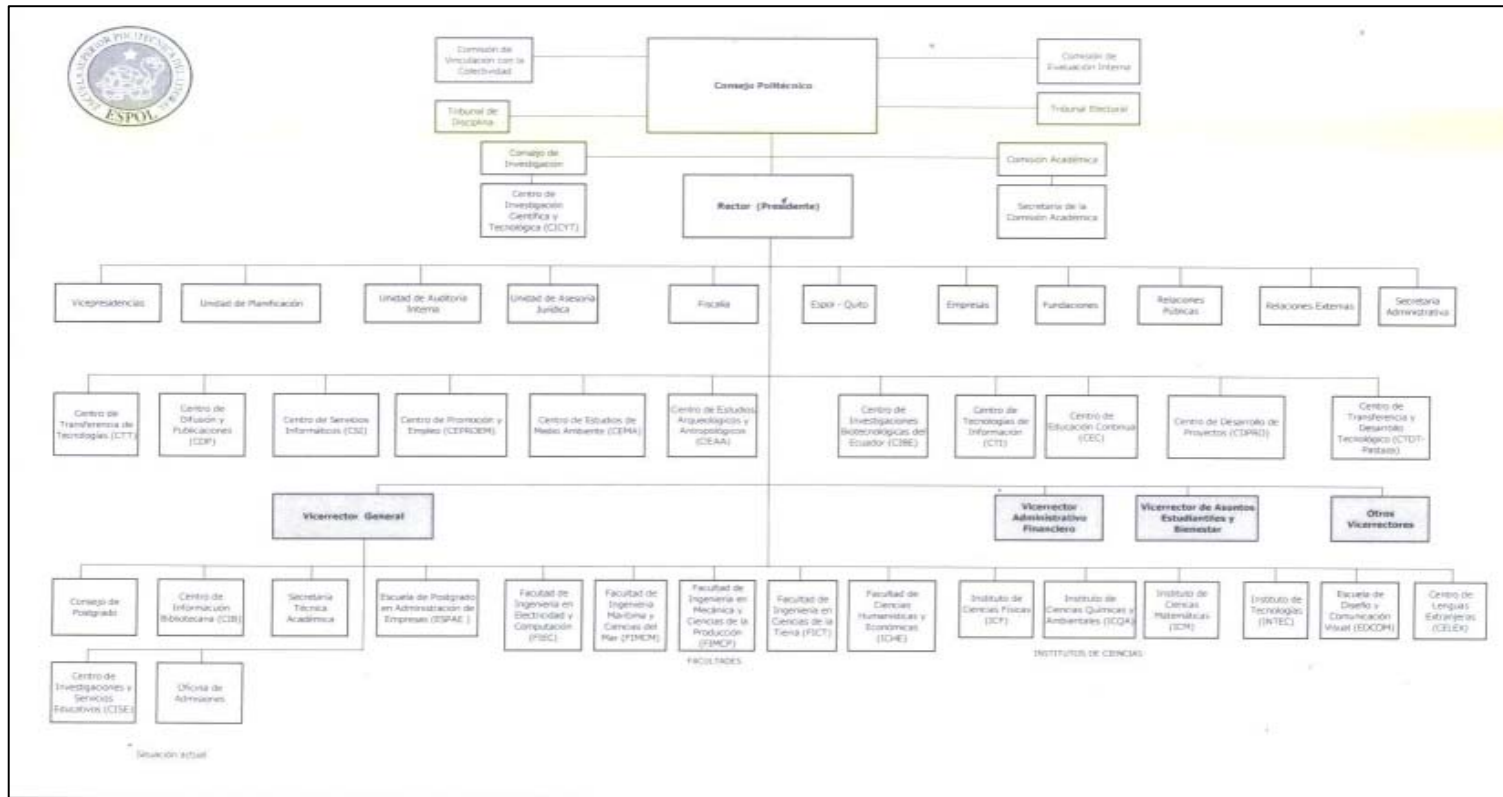 ESCUELA SUPERIOR POLITECNICA DEL LITORAL
ESPOL
Comisión de
Vinculación con la
Colectividad
Consejo Politécnico
Comisión de
Evaluación Interna
Tribunal de
Disciplina
Tribunal Electoral
Consejo de
Investigación
Comisión Académica
Centro de
Investigación
Científica y
Tecnológica (CICYT)
Rector (Presidente)
Secretaría de la
Comisión Académica
Vicepresidencias
Unidad de Planificación
Unidad de Auditoría
Interna
Unidad de Asesoría
Jurídica
Fiscalía
Espol - Quito
Empresas
Fundaciones
Relaciones
Públicas
Relaciones Externas
Secretaría
Administrativa
Centro de
Transferencia de
Tecnologías (CTT)
Centro de
Difusión y
Publicaciones
(CDP)
Centro de Servicios
Informáticos (CSI)
Centro de Promoción y
Empleo (CEPROEM)
Centro de Estudios de
Medio Ambiente (CEMA)
Centro de Estudios
Arqueológicos y
Antropológicos
(CEAA)
Centro de
Investigaciones
Biotecnológicas del
Ecuador (CIBE)
Centro de
Tecnologías de
Información (CTI)
Centro de
Educación Continua
(CEC)
Centro de Desarrollo de
Proyectos (CDPRO)
Centro de
Transferencia y
Desarrollo
Tecnológico (CTDT-
Vicerrector General
Vicerrector
Administrativo
Financiero
Vicerrector de Asuntos
Estudiantiles y
Bienestar
Otros
Vicerrectores
Consejo de
Postgrado
Centro de
Información
Bibliotecaria (CIB)
Secretaría
Técnica
Académica
Escuela de Postgrado
en Administración de
Empresas (ESPAE )
Facultad de
Ingeniería en
Electricidad y
Computación
(FIEC)
Facultad de
Ingeniería
Marítima y
Ciencias del
Mar (FIMCM)
Facultad de
Ingeniería en
Mecánica y
Ciencias de la
Producción
(FIMCP)
Facultad de
Ingeniería en
Ciencias de la
Tierra (FICT)
Facultad de
Ciencias
Humanísticas y
Económicas
(ICHE)
Instituto de
Ciencias Físicas
(ICF)
Instituto de
Ciencias Químicas y
Ambientales (ICQA)
Instituto de
Ciencias
Matemáticas
(ICM)
Instituto de
Tecnologías
(INTEC)
Escuela de
Diseño y
Comunicación
Visual (EDCOM)
Centro de
Lenguas
Extranjeras
(CELEX)
FACULTADES
INSTITUTOS DE CIENCIAS
Centro de
Investigaciones y
Servicios
Educativos (CISE)
Oficina de
Admisiones
Situación actual